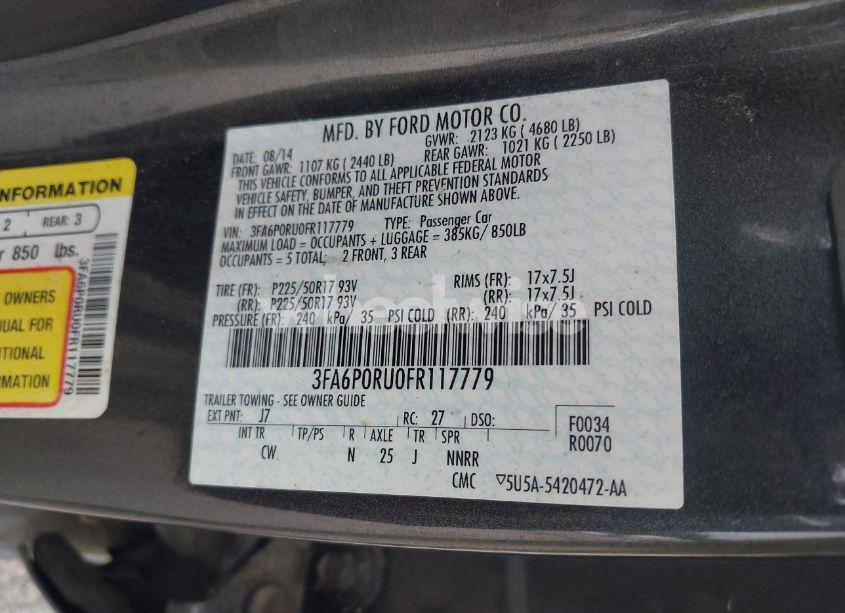 INFORMATION
2 REAR: 3
850 lbs.
OWNERS
FOR
3FA6P0RU0FR117779
MFD. BY FORD MOTOR CO.
DATE: 08/14 GVWR: 2123 KG ( 4680 LB)
FRONT GAWR: 1107 KG ( 2440 LB) REAR GAWR: 1021 KG ( 2250 LB)
THIS VEHICLE CONFORMS TO ALL APPLICABLE FEDERAL MOTOR
VEHICLE SAFETY, BUMPER, AND THEFT PREVENTION STANDARDS
IN EFFECT ON THE DATE OF MANUFACTURE SHOWN ABOVE.
VIN: 3FA6P0RU0FR117779 TYPE: Passenger Car
MAXIMUM LOAD = OCCUPANTS + LUGGAGE = 385KG/ 850LB
OCCUPANTS = 5 TOTAL; 2 FRONT, 3 REAR
TIRE (FR): P225/50R17 93V RIMS (FR): 17x7.5J
(RR): P225/50R17 93V (RR): 17x7.5J
PRESSURE (FR): 240 kPa/ 35 PSI COLD (RR): 240 kPa/ 35 PSI COLD
3FA6P0RU0FR117779
TRAILER TOWING - SEE OWNER GUIDE
EXT PNT: J7 RC: 27 DSO: F0034
R0070
INT TR TP/PS R AXLE TR SPR
CW N 25 J NNRR
CMC ▽5U5A-5420472-AA